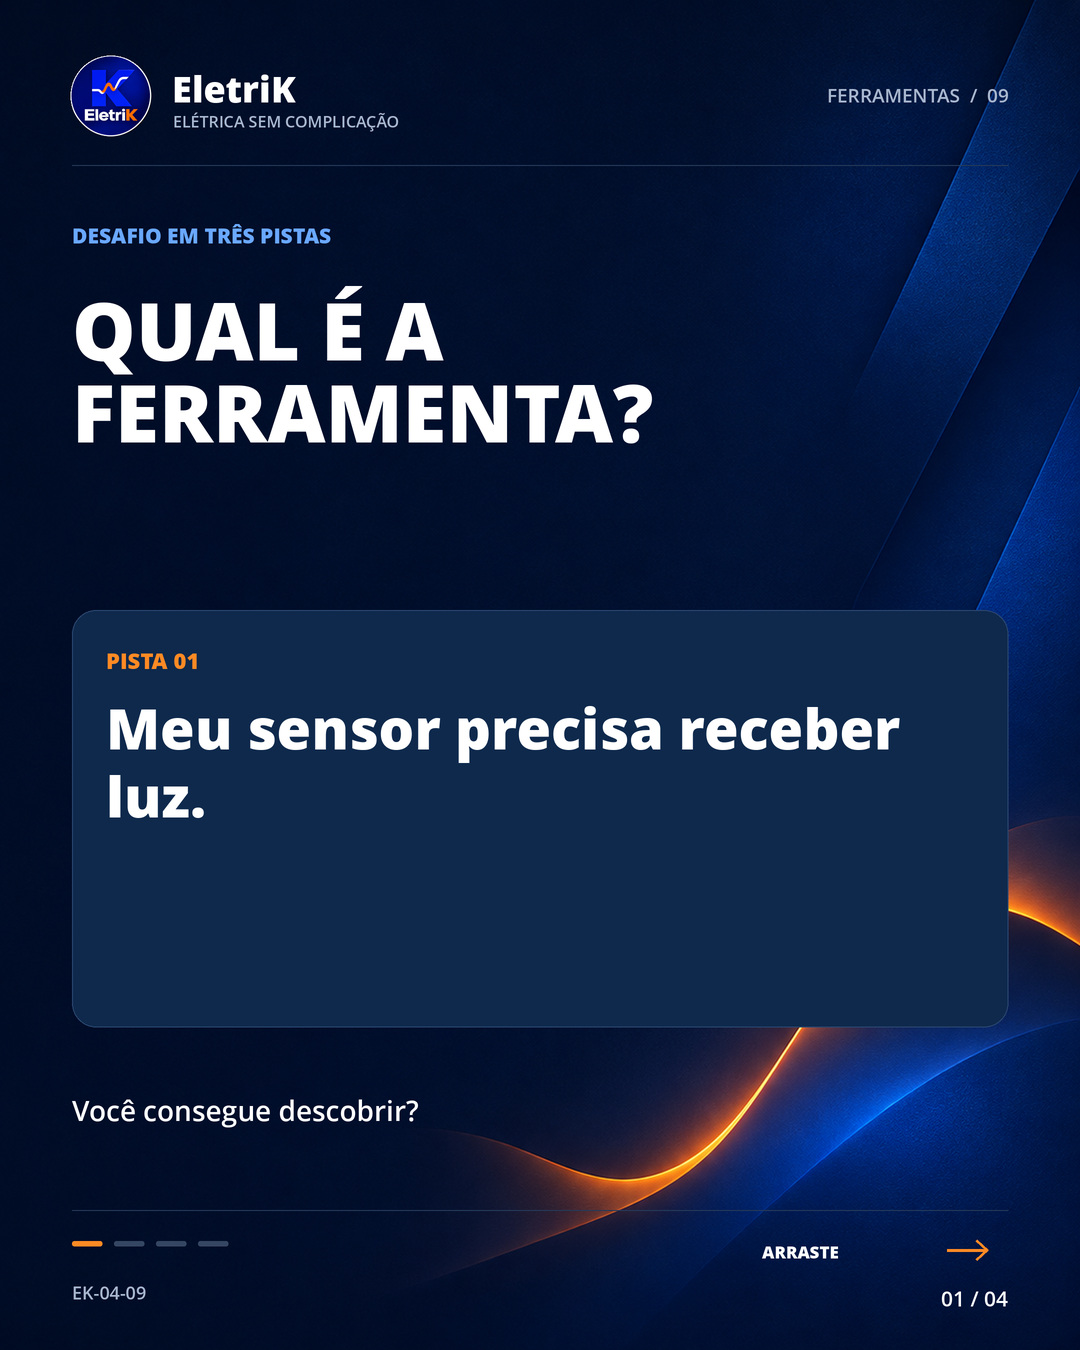 EletriK
EletriK
ELÉTRICA SEM COMPLICAÇÃO
FERRAMENTAS / 09
DESAFIO EM TRÊS PISTAS
QUAL É A
FERRAMENTA?
PISTA 01
Meu sensor precisa receber
luz.
Você consegue descobrir?
ARRASTE
EK-04-09
01 / 04